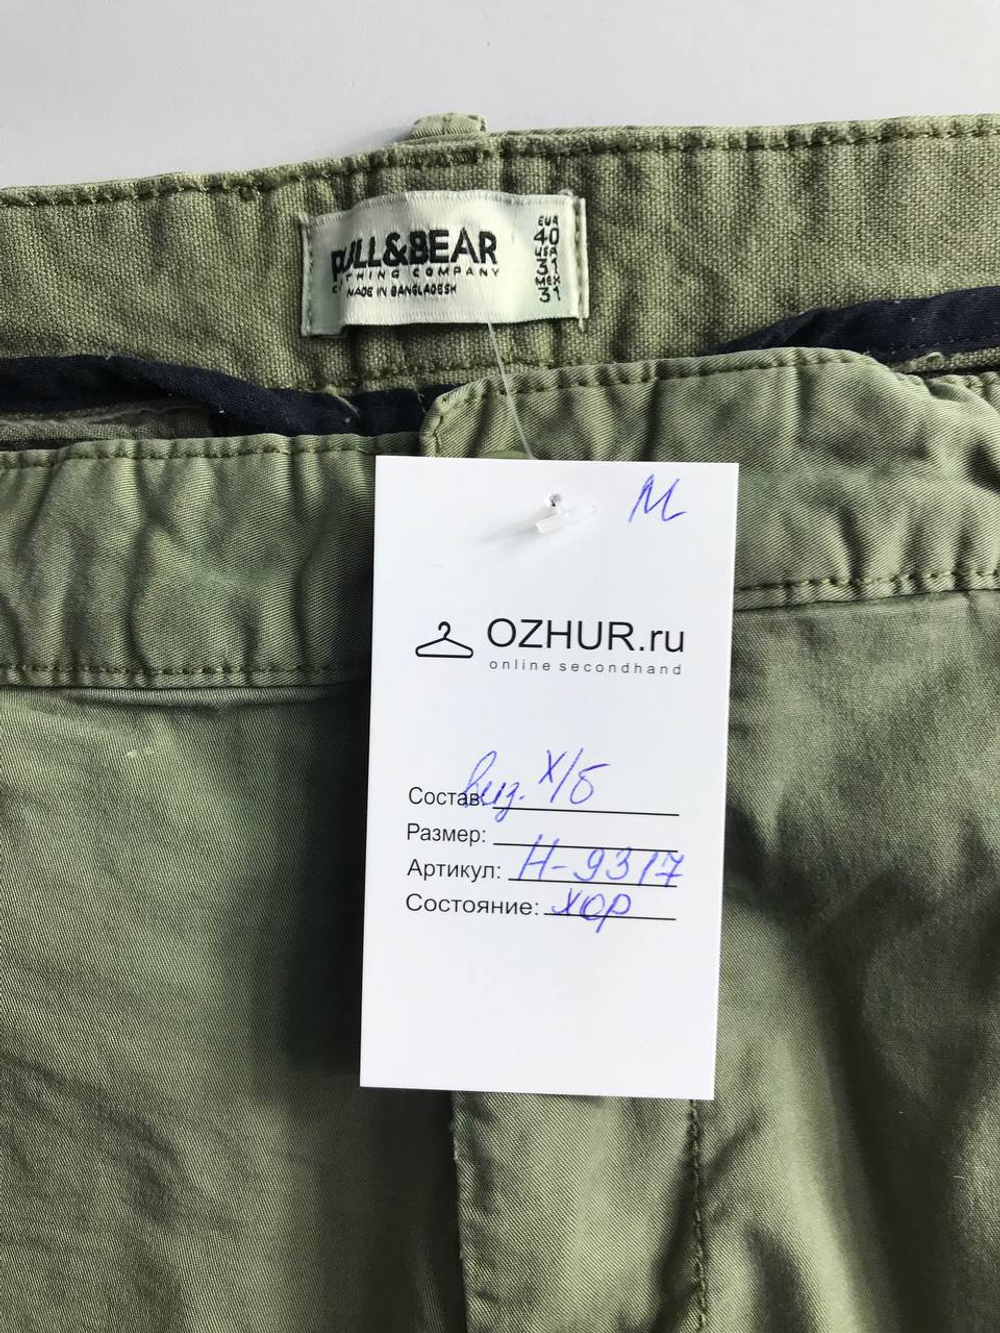 PULL&BEAR
CLOTHING COMPANY
MADE IN BANGLADESH
EUR
40
USA
31
MEX
31
М
OZHUR.ru
online secondhand
Состав: виз. х/б
Размер:
Артикул: Н-9317
Состояние: хор